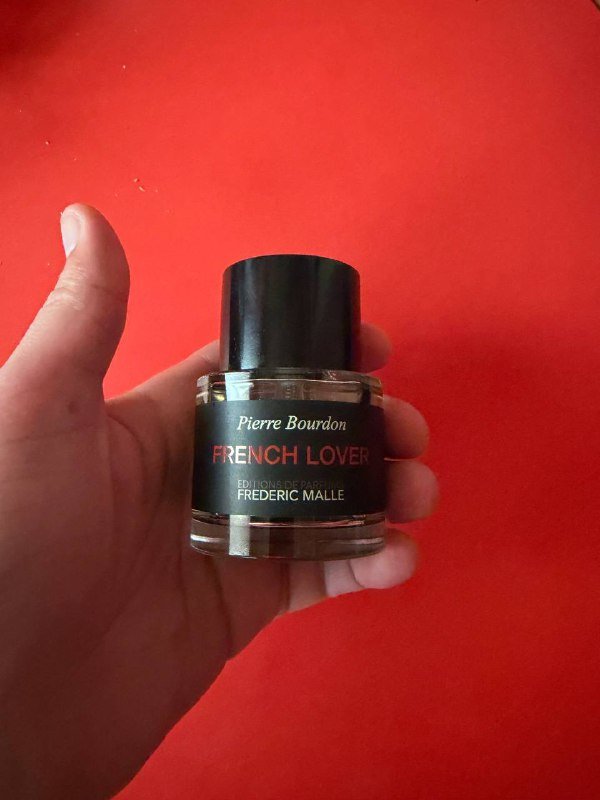 Pierre Bourdon
FRENCH LOVER
EDITIONS DE PARFUMS
FREDERIC MALLE